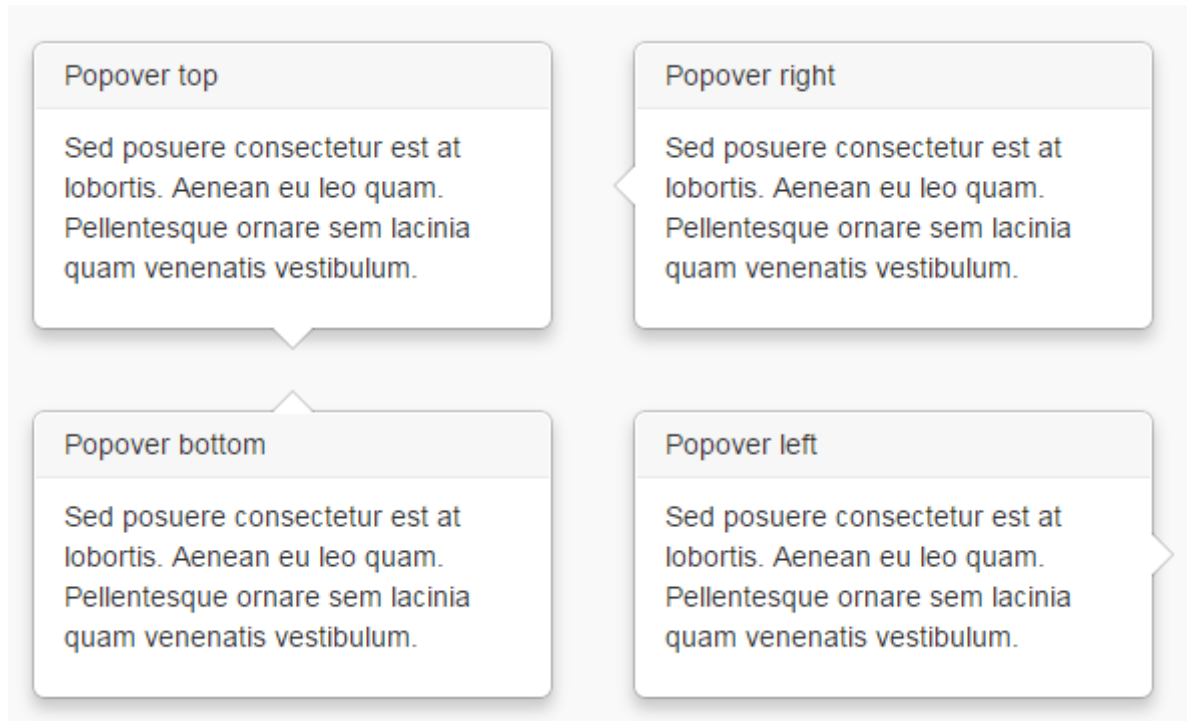 Popover top
Sed posuere consectetur est at
lobortis. Aenean eu leo quam.
Pellentesque ornare sem lacinia
quam venenatis vestibulum.
Popover right
Sed posuere consectetur est at
lobortis. Aenean eu leo quam.
Pellentesque ornare sem lacinia
quam venenatis vestibulum.
Popover bottom
Sed posuere consectetur est at
lobortis. Aenean eu leo quam.
Pellentesque ornare sem lacinia
quam venenatis vestibulum.
Popover left
Sed posuere consectetur est at
lobortis. Aenean eu leo quam.
Pellentesque ornare sem lacinia
quam venenatis vestibulum.